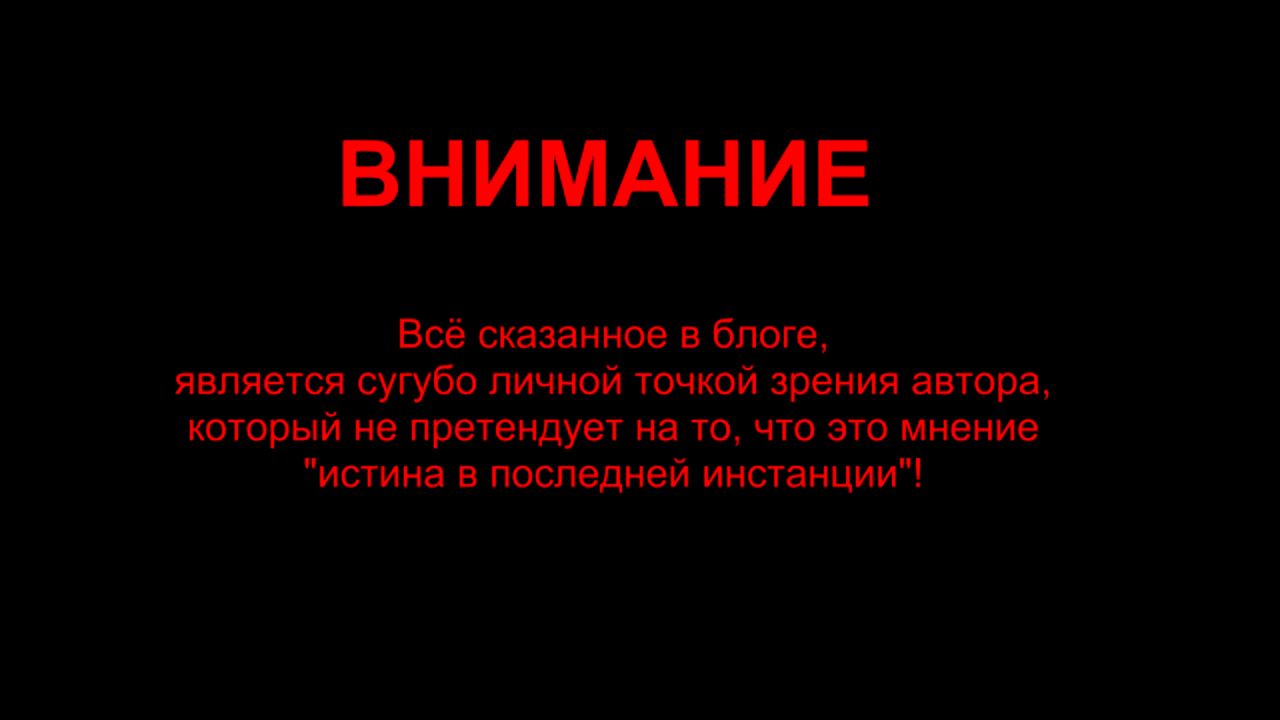 ВНИМАНИЕ
Всё сказанное в блоге,
является сугубо личной точкой зрения автора,
который не претендует на то, что это мнение
"истина в последней инстанции"!